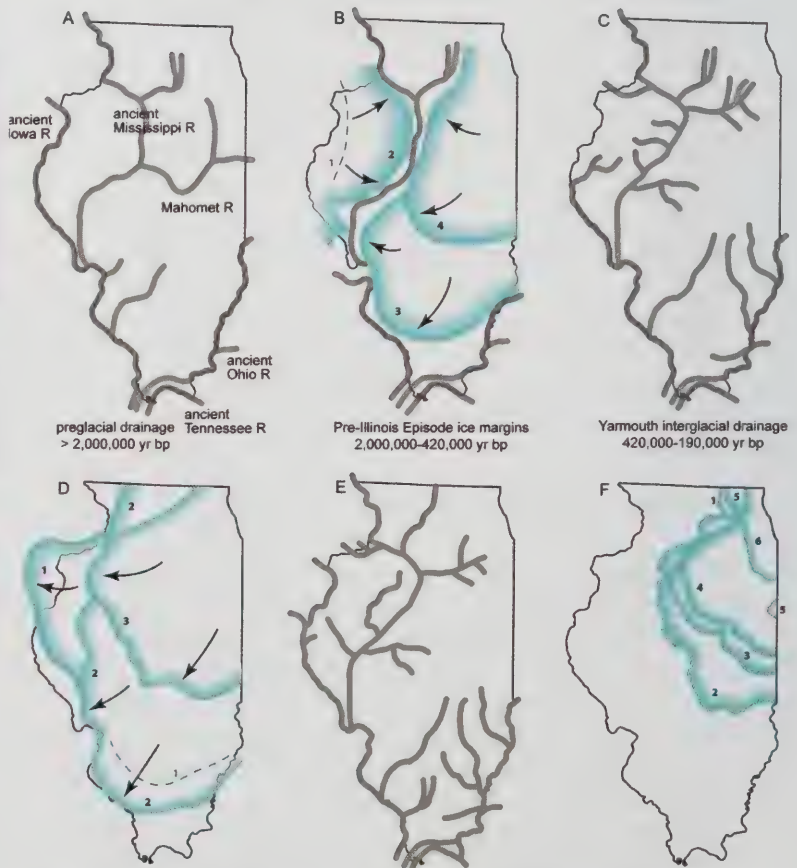 A
ancient
Iowa R
ancient
Mississippi R
Mahomet R
ancient
Ohio R
ancient
Tennessee R
preglacial drainage
> 2,000,000 yr bp
B
1
2
4
3
Pre-Illinois Episode ice margins
2,000,000-420,000 yr bp
C
Yarmouth interglacial drainage
420,000-190,000 yr bp
D
2
1
3
2
1
2
E
F
1
5
6
4
5
3
2